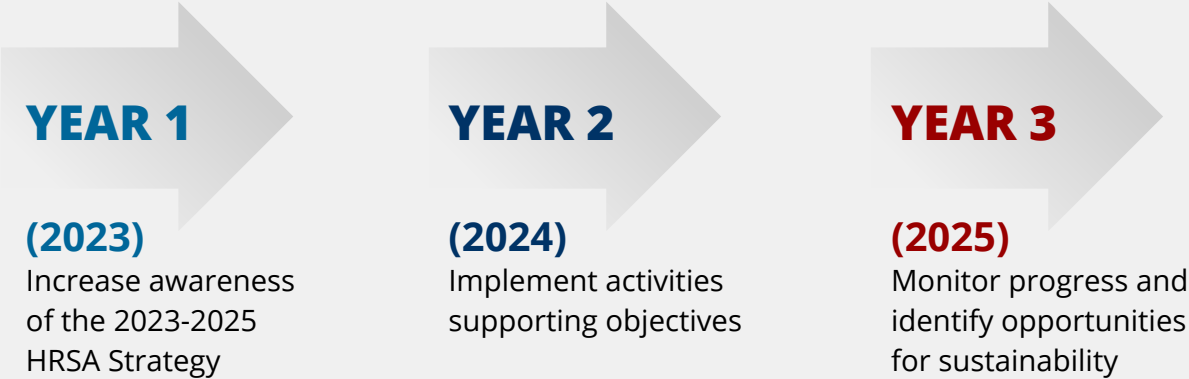 YEAR 1
(2023)
Increase awareness
of the 2023-2025
HRSA Strategy
YEAR 2
(2024)
Implement activities
supporting objectives
YEAR 3
(2025)
Monitor progress and
identify opportunities
for sustainability